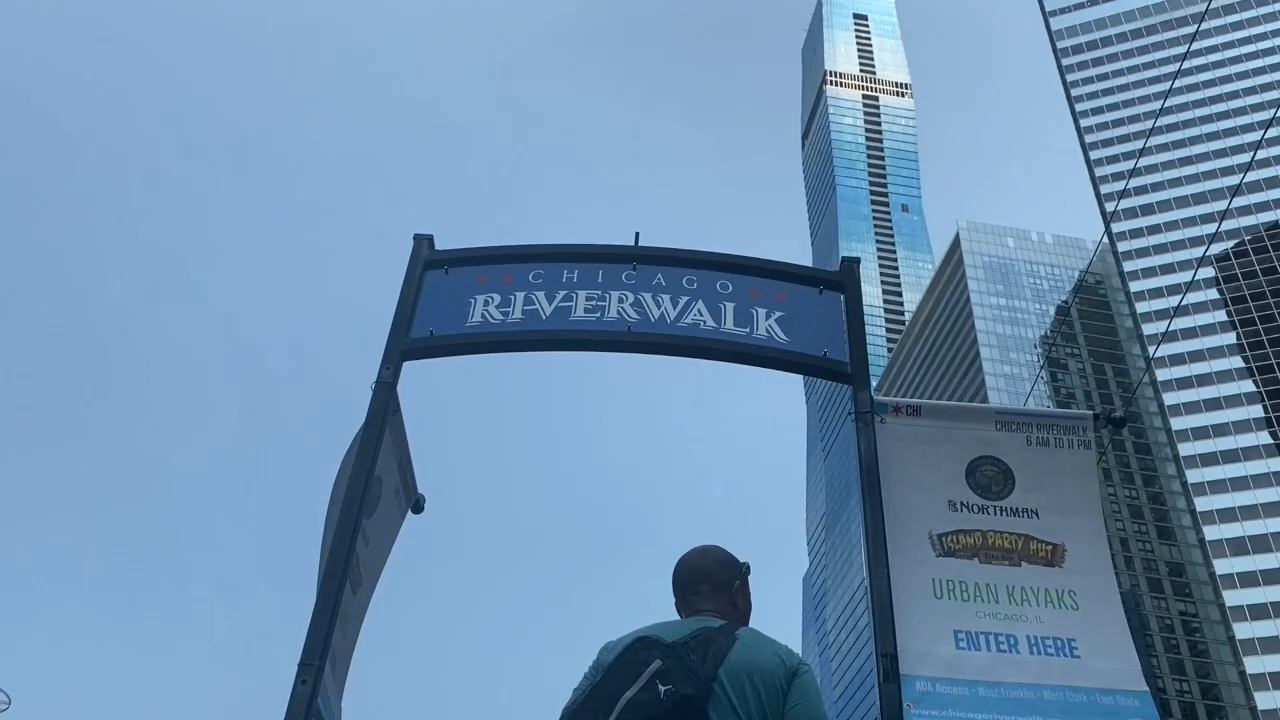 CHICAGO
RIVERWALK
CHI
CHICAGO RIVERWALK
6 AM TO 11 PM
NORTHMAN
ISLAND PARTY HUT
URBAN KAYAKS
CHICAGO, IL
ENTER HERE
ADA Access • West Franklin • West Clark • East State